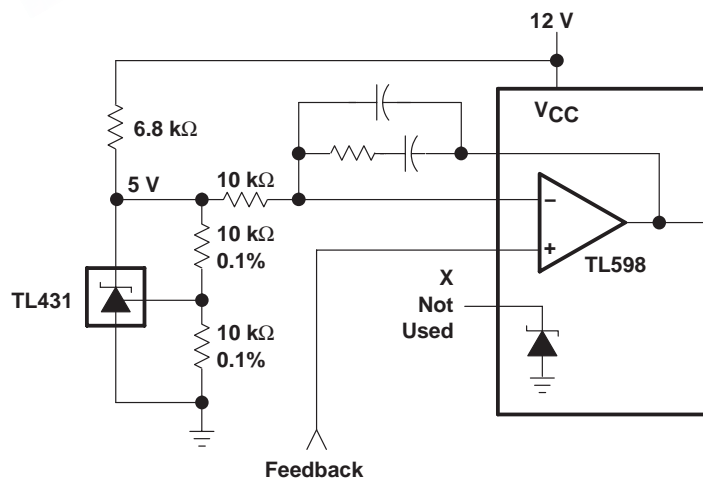 12 V
VCC
6.8 kΩ
5 V
10 kΩ
10 kΩ
0.1%
TL431
10 kΩ
0.1%
−
+
TL598
X
Not
Used
Feedback